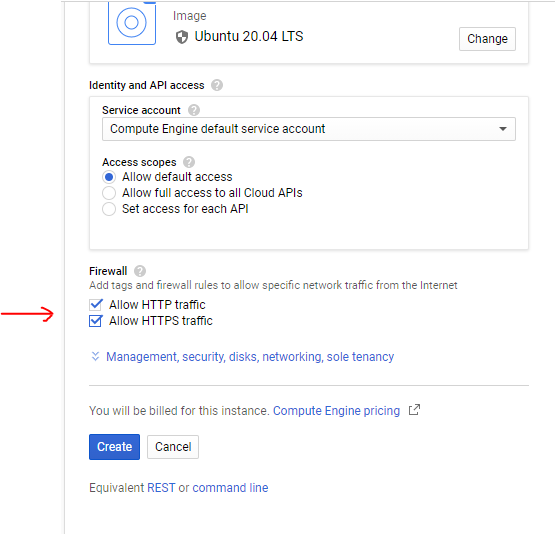 Image
Ubuntu 20.04 LTS
Change
Identity and API access
Service account
Compute Engine default service account
Access scopes
Allow default access
Allow full access to all Cloud APIs
Set access for each API
Firewall
Add tags and firewall rules to allow specific network traffic from the Internet
Allow HTTP traffic
Allow HTTPS traffic
Management, security, disks, networking, sole tenancy
You will be billed for this instance. Compute Engine pricing
Create Cancel
Equivalent REST or command line